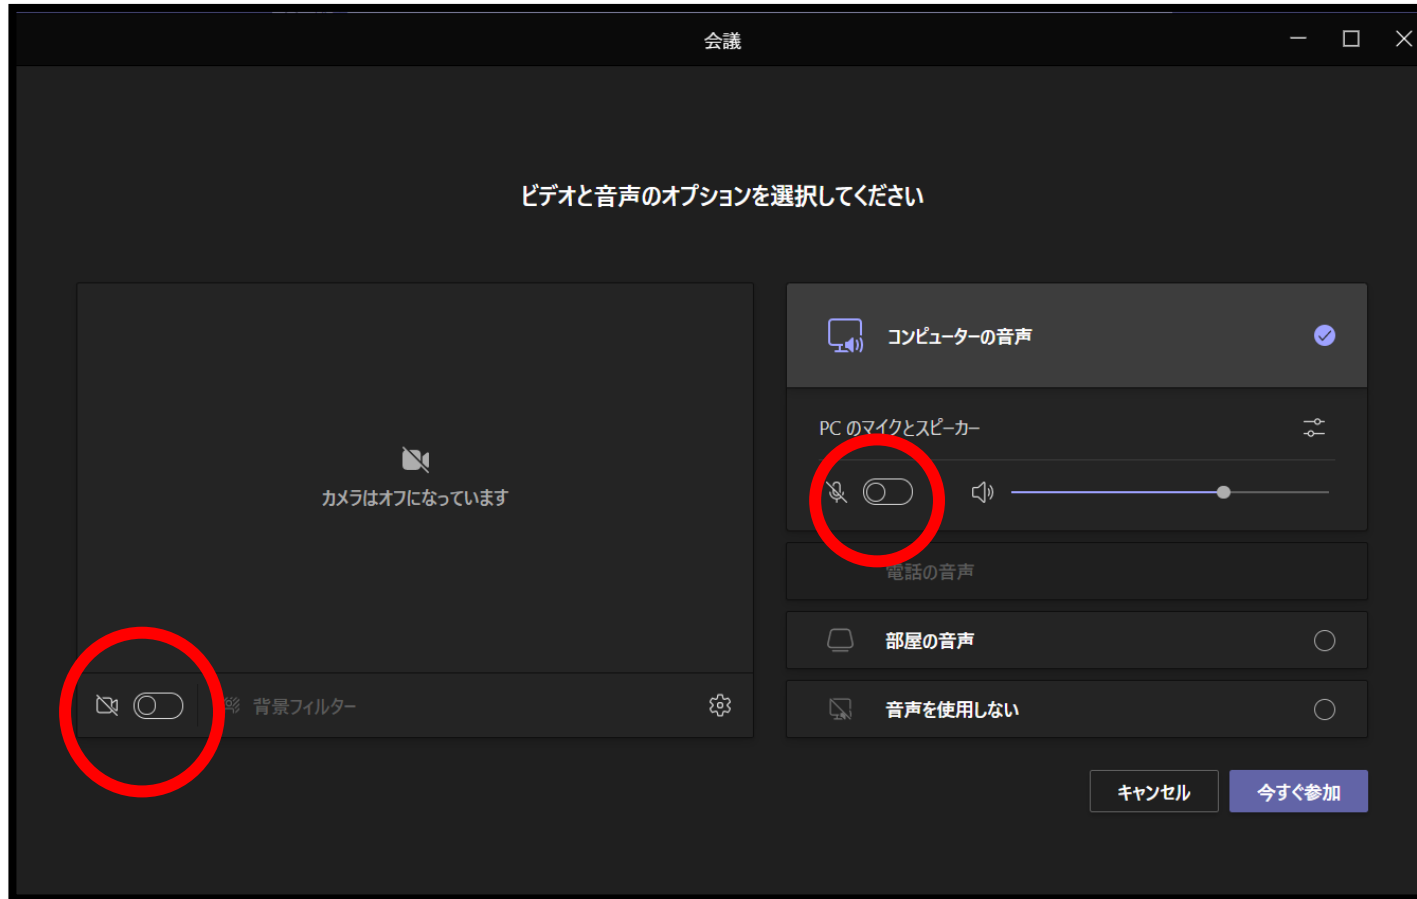 会議
ビデオと音声のオプションを選択してください
カメラはオフになっています
背景フィルター
コンピューターの音声
PC のマイクとスピーカー
電話の音声
部屋の音声
音声を使用しない
キャンセル
今すぐ参加